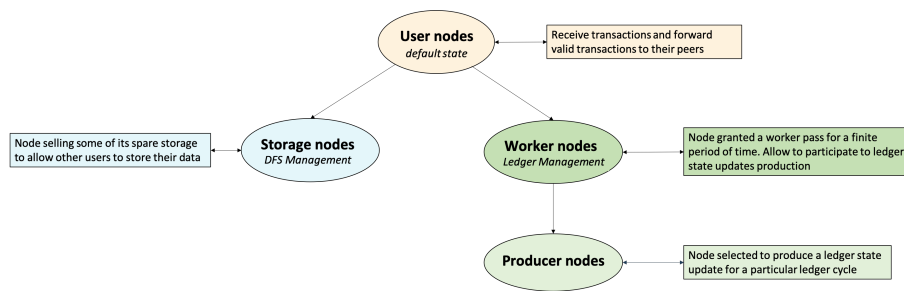 User nodes
default state
Receive transactions and forward
valid transactions to their peers
Node selling some of its spare storage
to allow other users to store their data
Storage nodes
DFS Management
Worker nodes
Ledger Management
Node granted a worker pass for a finite
period of time. Allow to participate to ledger
state updates production
Producer nodes
Node selected to produce a ledger state
update for a particular ledger cycle